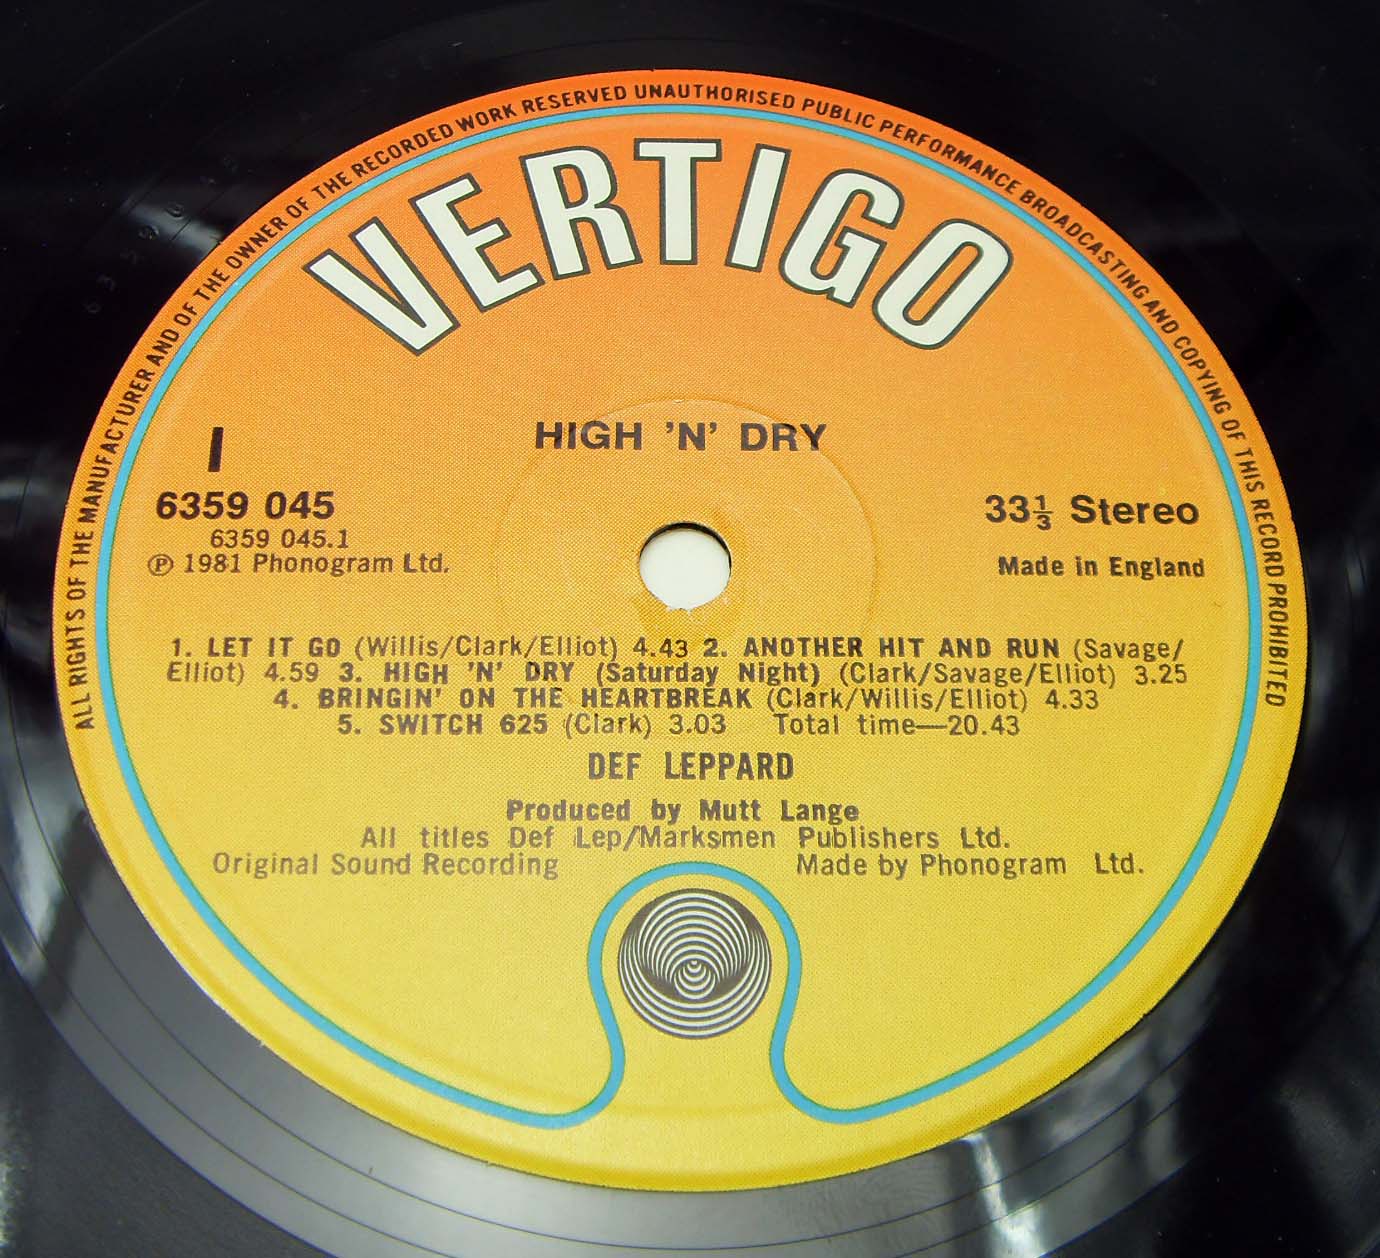 ALL RIGHTS OF THE MANUFACTURER AND OF THE OWNER OF THE RECORDED WORK RESERVED UNAUTHORISED PUBLIC PERFORMANCE BROADCASTING AND COPYING OF THIS RECORD PROHIBITED
VERTIGO
HIGH 'N' DRY
I
6359 045
6359 045.1
℗ 1981 Phonogram Ltd.
33⅓ Stereo
Made in England
1. LET IT GO (Willis/Clark/Elliot) 4.43 2. ANOTHER HIT AND RUN (Savage/
Elliot) 4.59 3. HIGH 'N' DRY (Saturday Night) (Clark/Savage/Elliot) 3.25
4. BRINGIN' ON THE HEARTBREAK (Clark/Willis/Elliot) 4.33
5. SWITCH 625 (Clark) 3.03 Total time—20.43
DEF LEPPARD
Produced by Mutt Lange
All titles Def Lep/Marksmen Publishers Ltd.
Original Sound Recording Made by Phonogram Ltd.